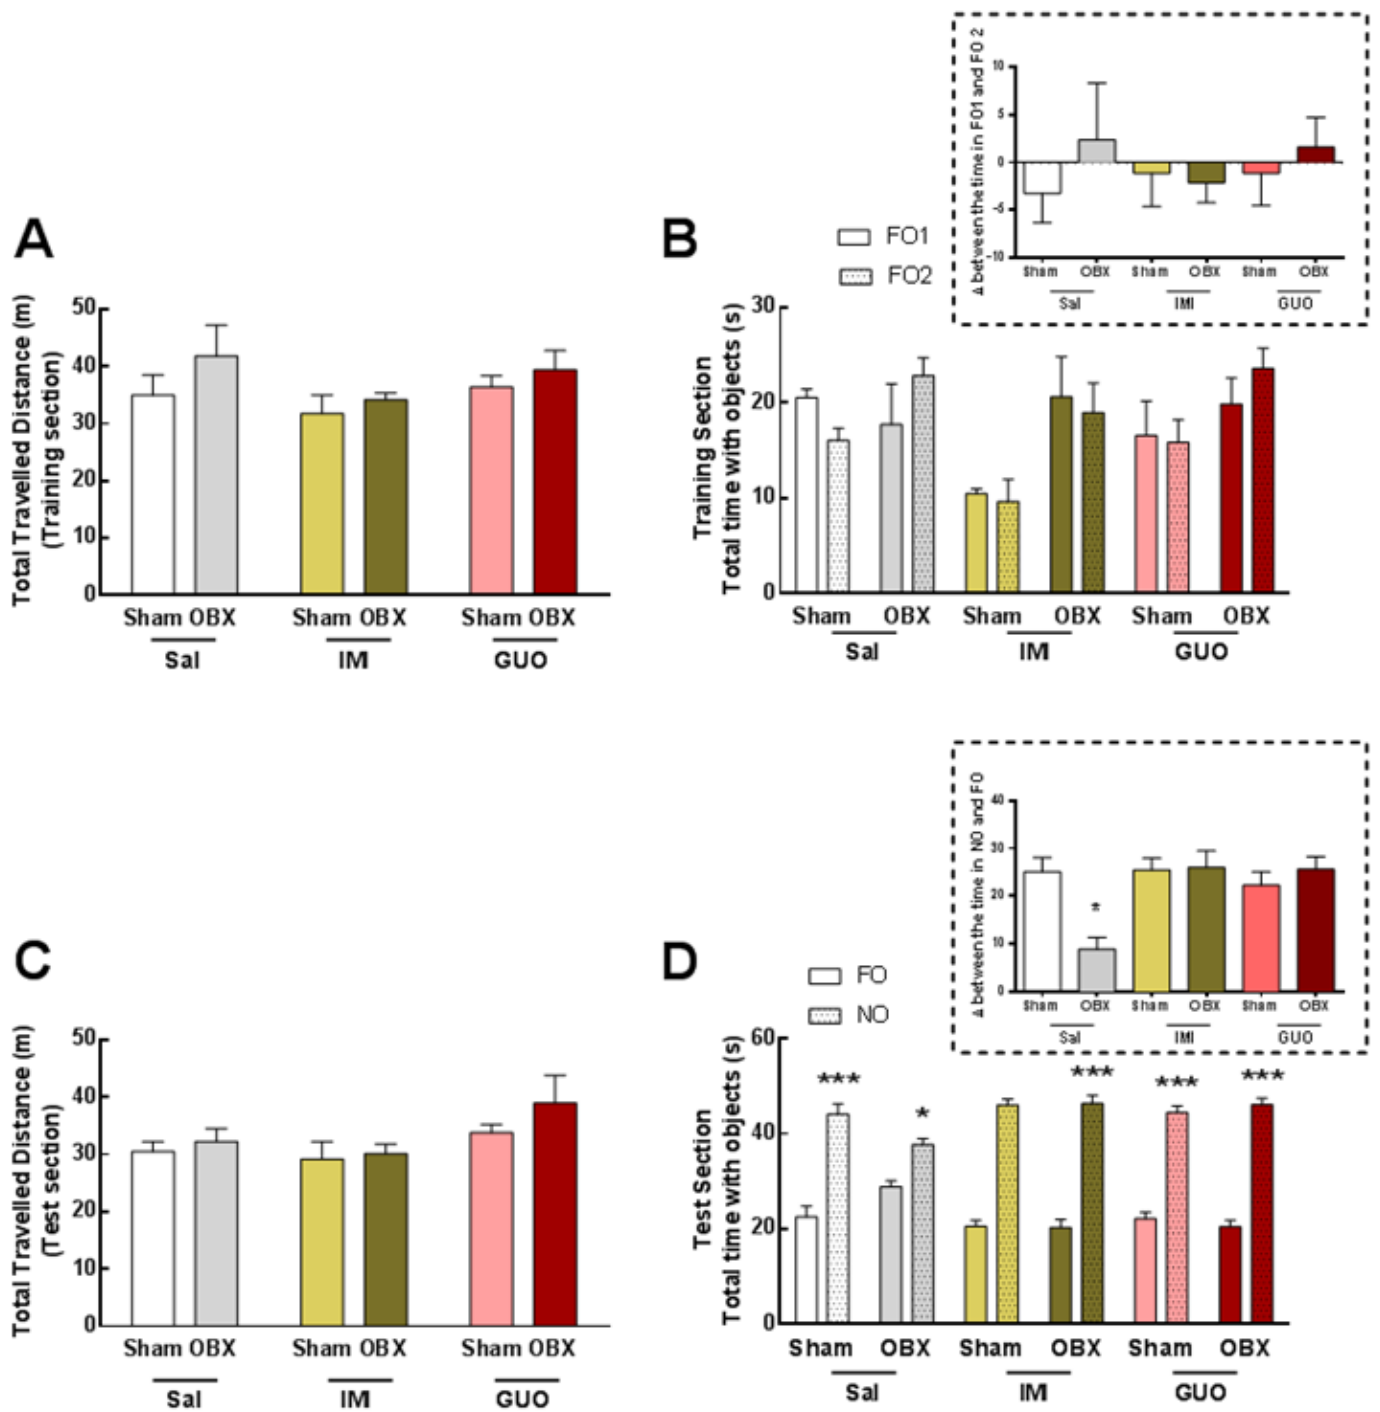 A
Total Travelled Distance (m)
(Training section)
50
40
30
20
10
0
Sham OBX Sham OBX Sham OBX
Sal IMI GUO
B
FO1
FO2
Training Section
Total time with objects (s)
30
20
10
0
Sham OBX Sham OBX Sham OBX
Sal IMI GUO
Δ between the time in FO1 and FO 2
10
5
0
-5
-10
Sham OBX Sham OBX Sham OBX
Sal IMI GUO
C
Total Travelled Distance (m)
(Test section)
50
40
30
20
10
0
Sham OBX Sham OBX Sham OBX
Sal IMI GUO
D
FO
NO
Test Section
Total time with objects (s)
60
40
20
0
*** * *** *** ***
Sham OBX Sham OBX Sham OBX
Sal IMI GUO
Δ between the time in NO and FO
40
30
20
10
0
*
Sham OBX Sham OBX Sham OBX
Sal IMI GUO